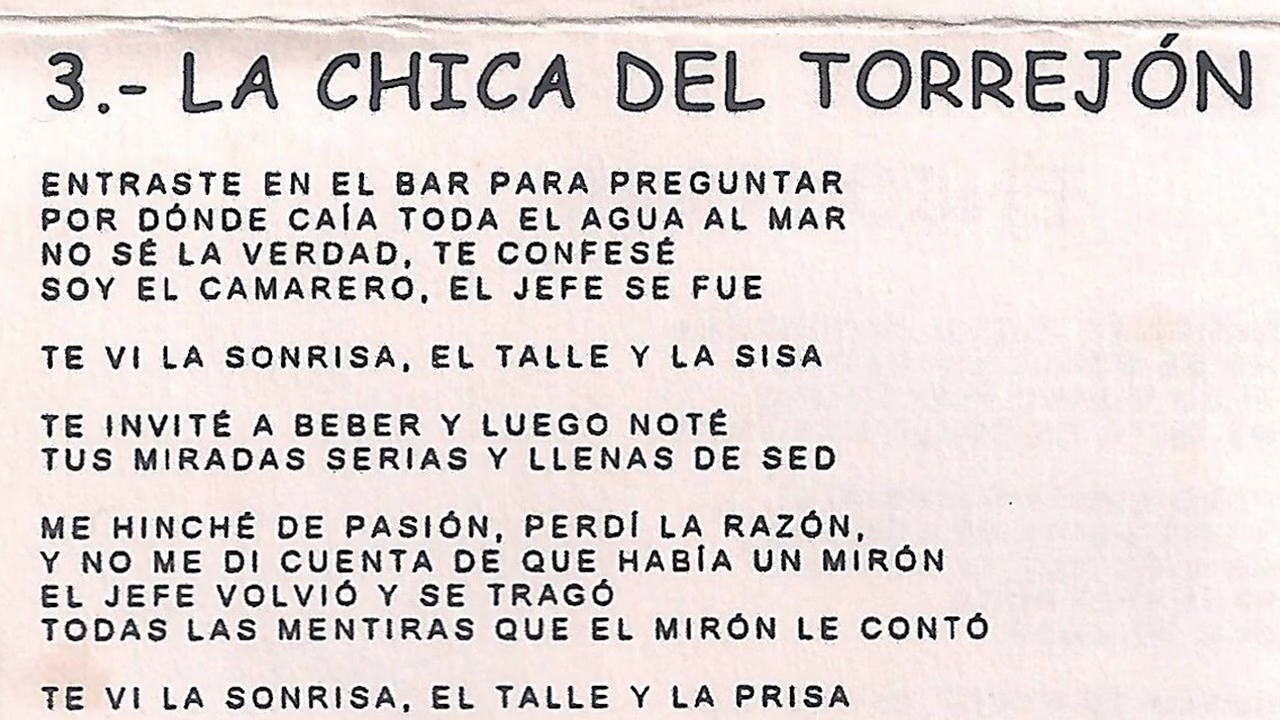 3.- LA CHICA DEL TORREJÓN
ENTRASTE EN EL BAR PARA PREGUNTAR
POR DÓNDE CAÍA TODA EL AGUA AL MAR
NO SÉ LA VERDAD, TE CONFESÉ
SOY EL CAMARERO, EL JEFE SE FUE
TE VI LA SONRISA, EL TALLE Y LA SISA
TE INVITÉ A BEBER Y LUEGO NOTÉ
TUS MIRADAS SERIAS Y LLENAS DE SED
ME HINCHÉ DE PASIÓN, PERDÍ LA RAZÓN,
Y NO ME DI CUENTA DE QUE HABÍA UN MIRÓN
EL JEFE VOLVIÓ Y SE TRAGÓ
TODAS LAS MENTIRAS QUE EL MIRÓN LE CONTÓ
TE VI LA SONRISA, EL TALLE Y LA PRISA